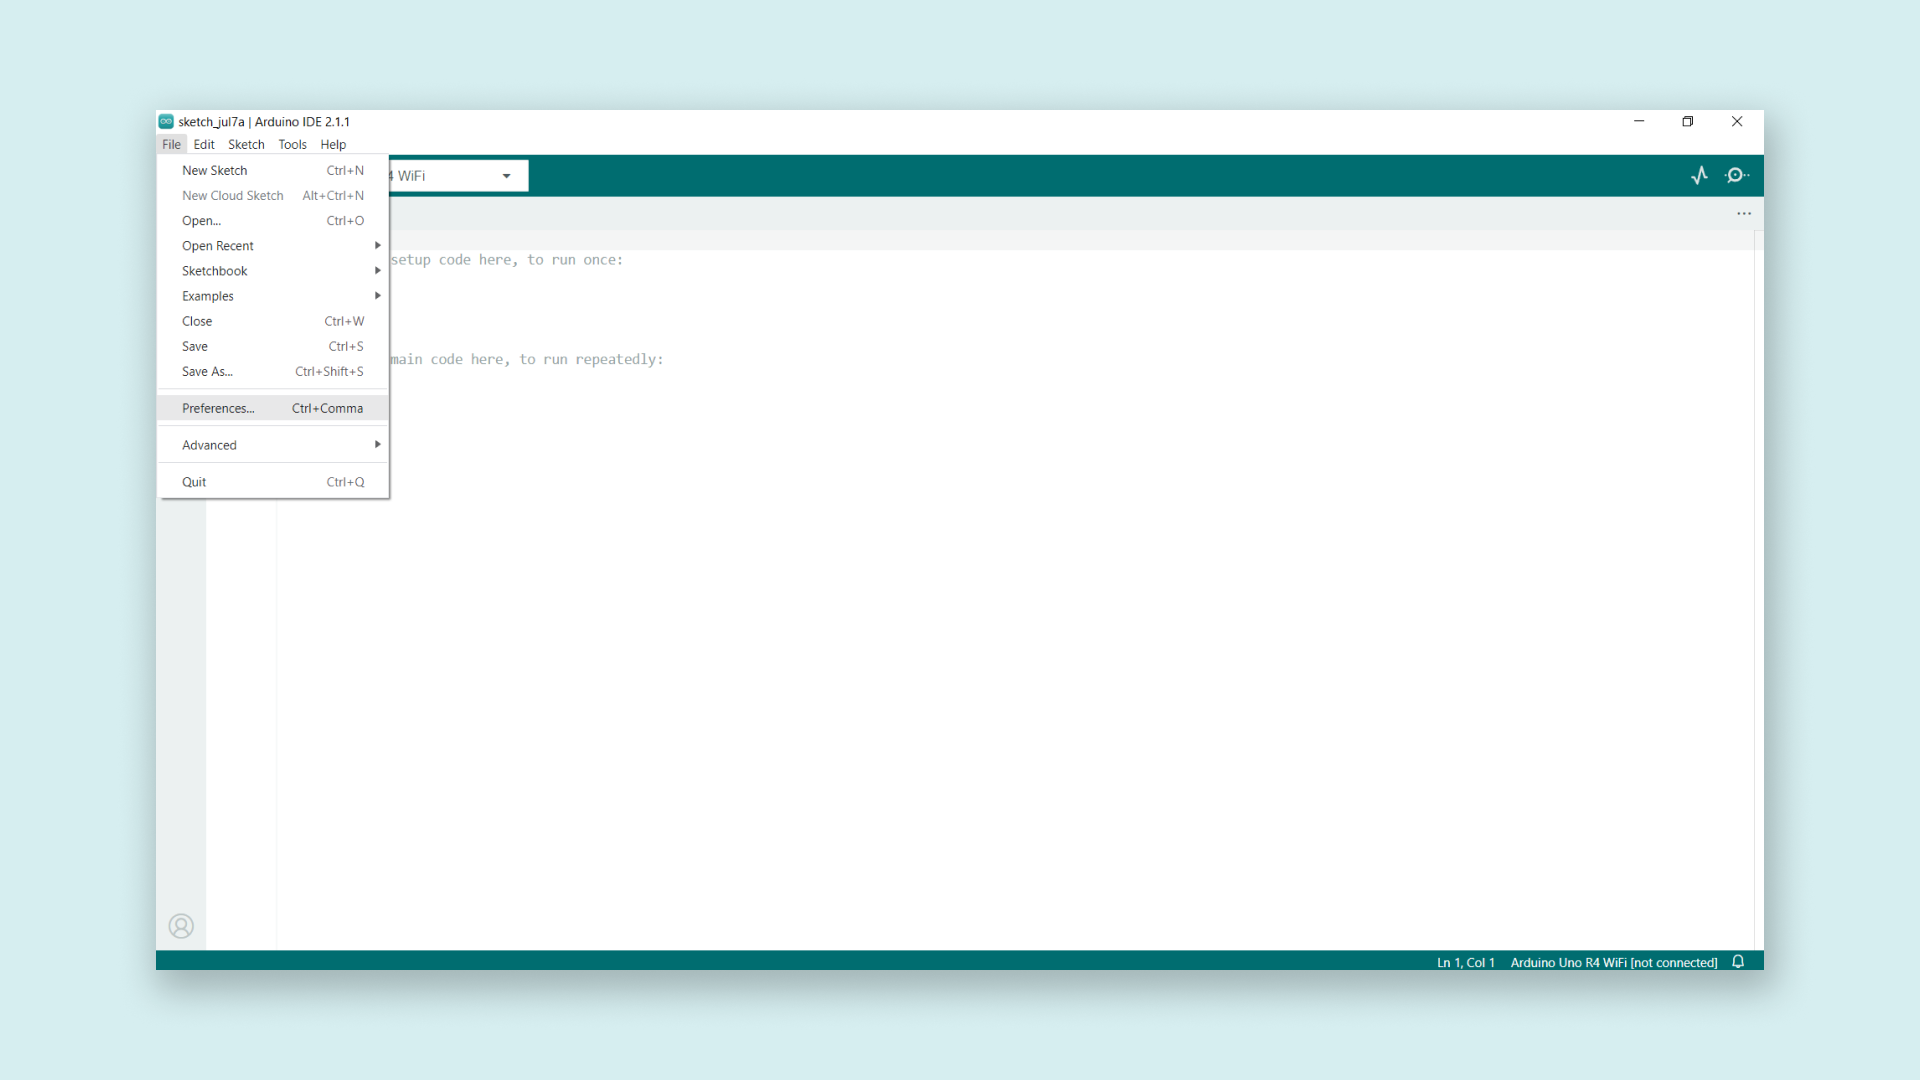 sketch_jul7a | Arduino IDE 2.1.1
File Edit Sketch Tools Help
New Sketch Ctrl+N
New Cloud Sketch Alt+Ctrl+N
Open... Ctrl+O
Open Recent
Sketchbook
Examples
Close Ctrl+W
Save Ctrl+S
Save As... Ctrl+Shift+S
Preferences... Ctrl+Comma
Advanced
Quit Ctrl+Q
4 WiFi
setup code here, to run once:
main code here, to run repeatedly:
Ln 1, Col 1 Arduino Uno R4 WiFi [not connected]